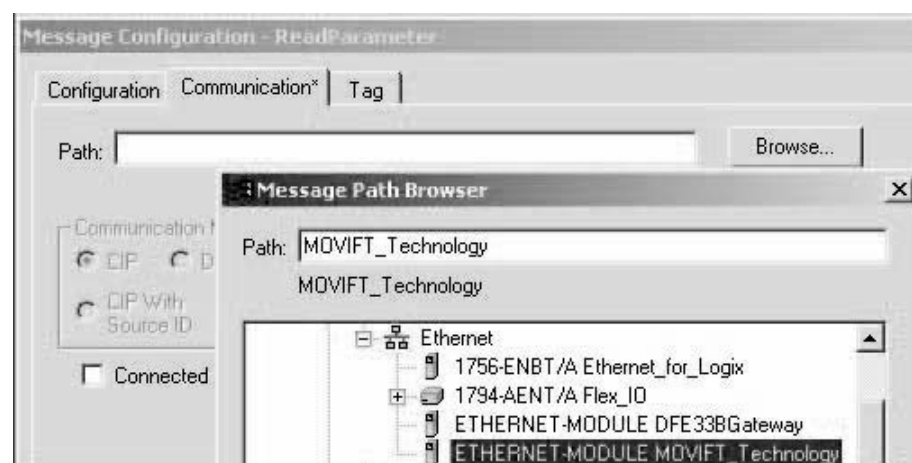 Message Configuration - ReadParameter
Configuration Communication* Tag
Path: Browse...
Message Path Browser
Communication
Path: MOVIFT_Technology
CIP D
MOVIFT_Technology
CIP With
Source ID
Ethernet
1756-ENBT/A Ethernet_for_Logix
Connected
1794-AENT/A Flex_IO
ETHERNET-MODULE DFE33BGateway
ETHERNET-MODULE MOVIFT_Technology